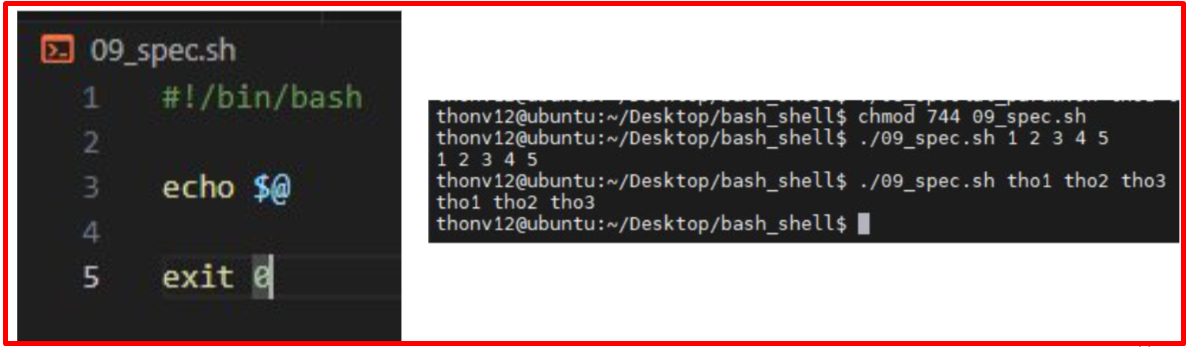 09_spec.sh
1 #!/bin/bash
2
3 echo $@
4
5 exit 0
thonv12@ubuntu:~/Desktop/bash_shell$ chmod 744 09_spec.sh
thonv12@ubuntu:~/Desktop/bash_shell$ ./09_spec.sh 1 2 3 4 5
1 2 3 4 5
thonv12@ubuntu:~/Desktop/bash_shell$ ./09_spec.sh tho1 tho2 tho3
tho1 tho2 tho3
thonv12@ubuntu:~/Desktop/bash_shell$